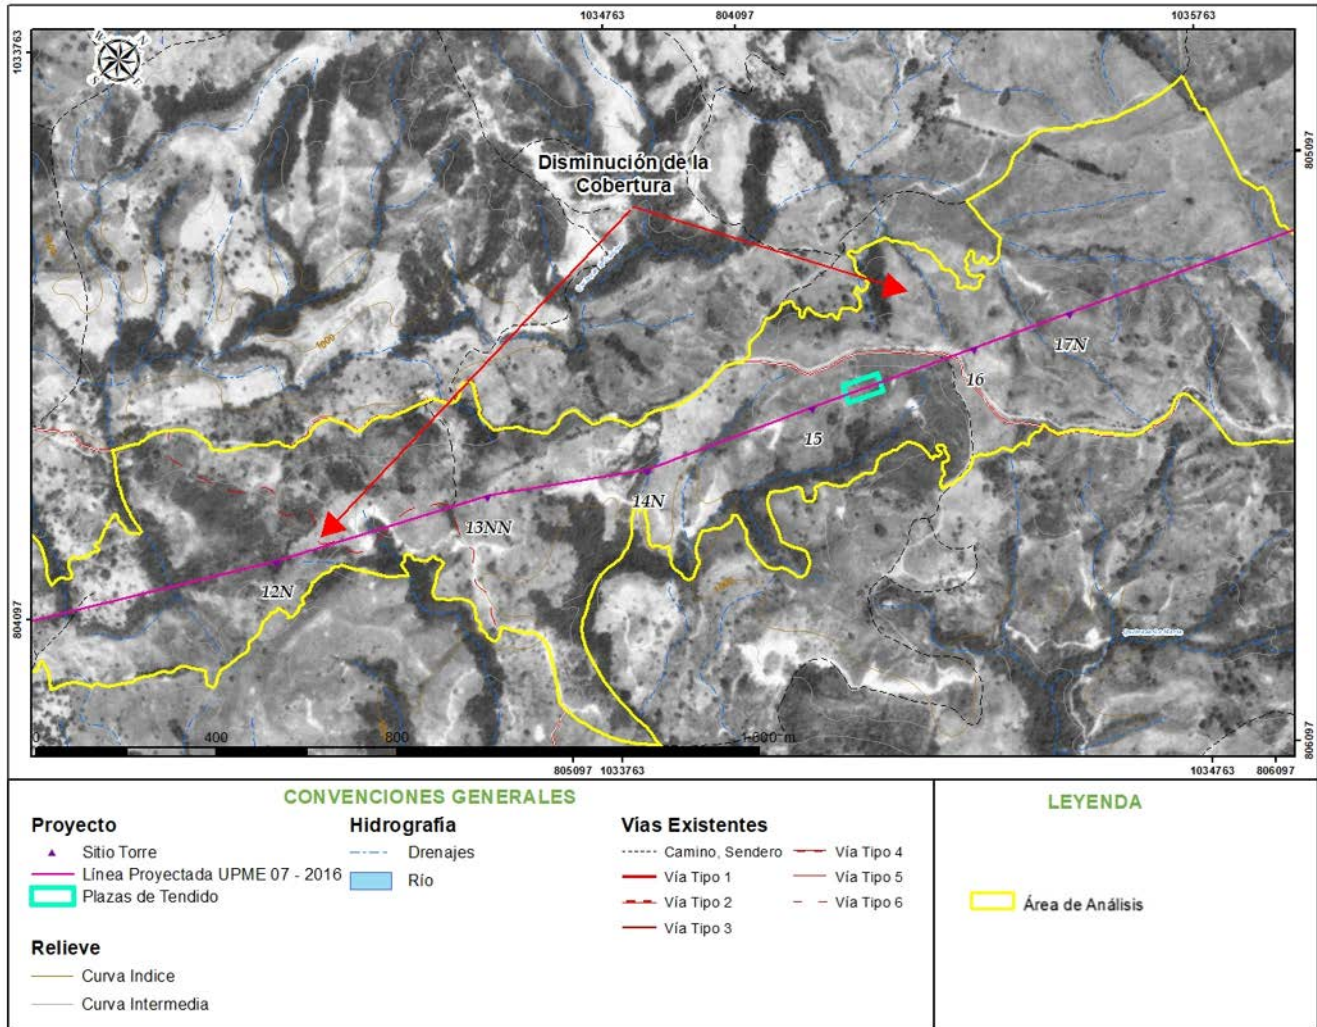 1034763 804097 1035763
1033763
W N
S E
Disminución de la
Cobertura
805097
1000
17N
16
15
14N
13NN
12N
804097
0 400 800
806097
805097 1033763 1034763 806097
CONVENCIONES GENERALES
LEYENDA
Proyecto
Sitio Torre
Línea Proyectada UPME 07 - 2016
Plazas de Tendido
Relieve
Curva Indice
Curva Intermedia
Hidrografía
Drenajes
Río
Vías Existentes
Camino, Sendero
Vía Tipo 1
Vía Tipo 2
Vía Tipo 3
Vía Tipo 4
Vía Tipo 5
Vía Tipo 6
Área de Análisis